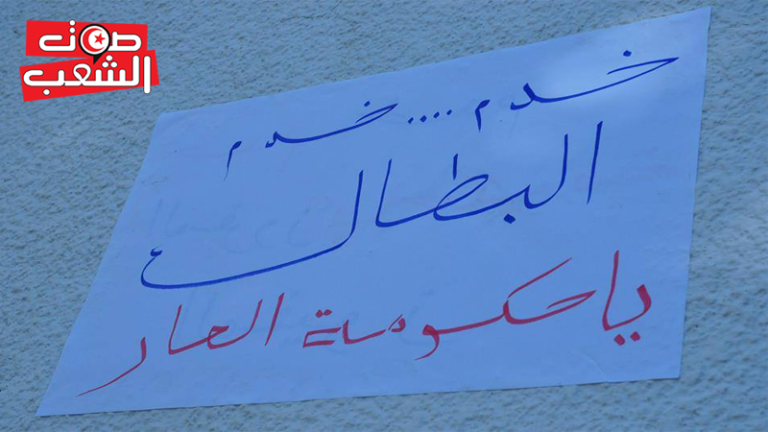 صوت
الشعب
خدم .... خدم
البطال
يا حكومة العار